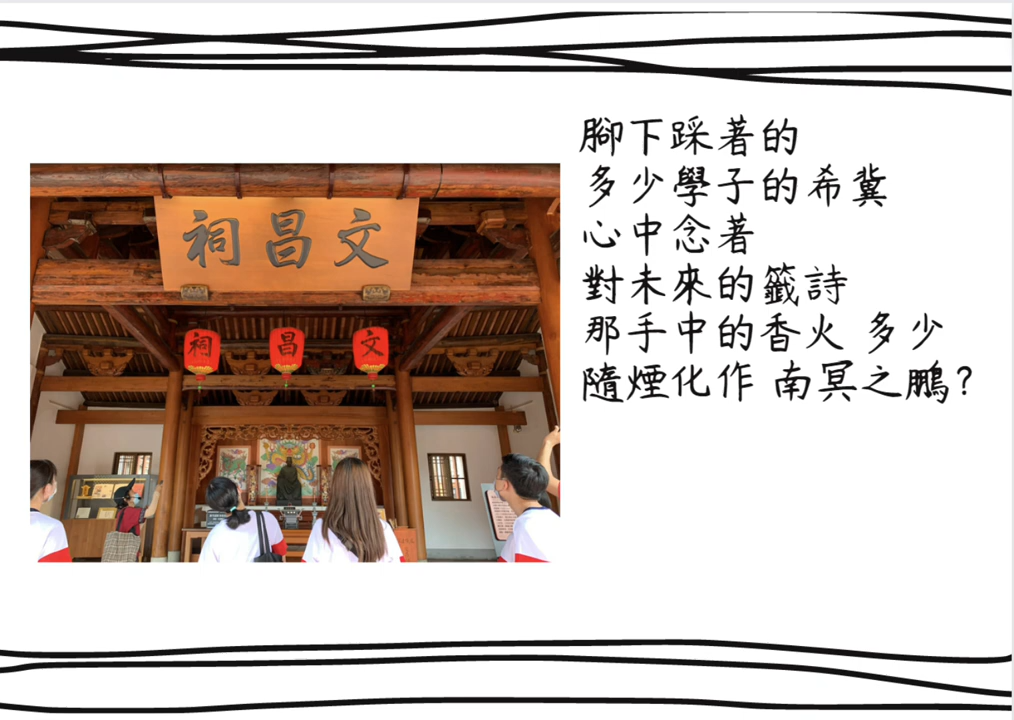 文昌祠
文
昌
祠
腳下踩著的
多少學子的希冀
心中念著
對未來的籤詩
那手中的香火 多少
隨煙化作 南冥之鵬？